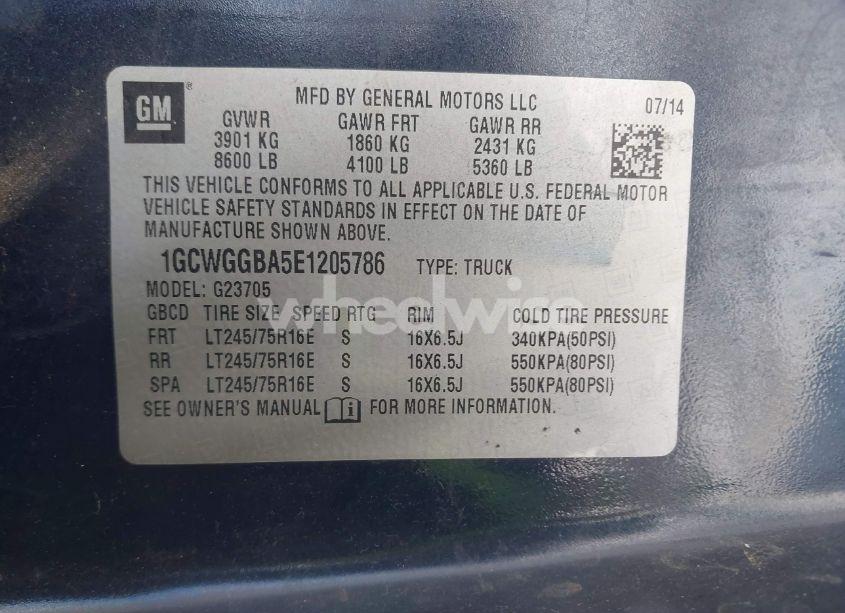 GM ®
MFD BY GENERAL MOTORS LLC 07/14
GVWR GAWR FRT GAWR RR
3901 KG 1860 KG 2431 KG
8600 LB 4100 LB 5360 LB
THIS VEHICLE CONFORMS TO ALL APPLICABLE U.S. FEDERAL MOTOR
VEHICLE SAFETY STANDARDS IN EFFECT ON THE DATE OF
MANUFACTURE SHOWN ABOVE.
1GCWGGBA5E1205786 TYPE: TRUCK
MODEL: G23705
wheelwise
GBCD TIRE SIZE SPEED RTG RIM COLD TIRE PRESSURE
FRT LT245/75R16E S 16X6.5J 340KPA(50PSI)
RR LT245/75R16E S 16X6.5J 550KPA(80PSI)
SPA LT245/75R16E S 16X6.5J 550KPA(80PSI)
SEE OWNER'S MANUAL i FOR MORE INFORMATION.